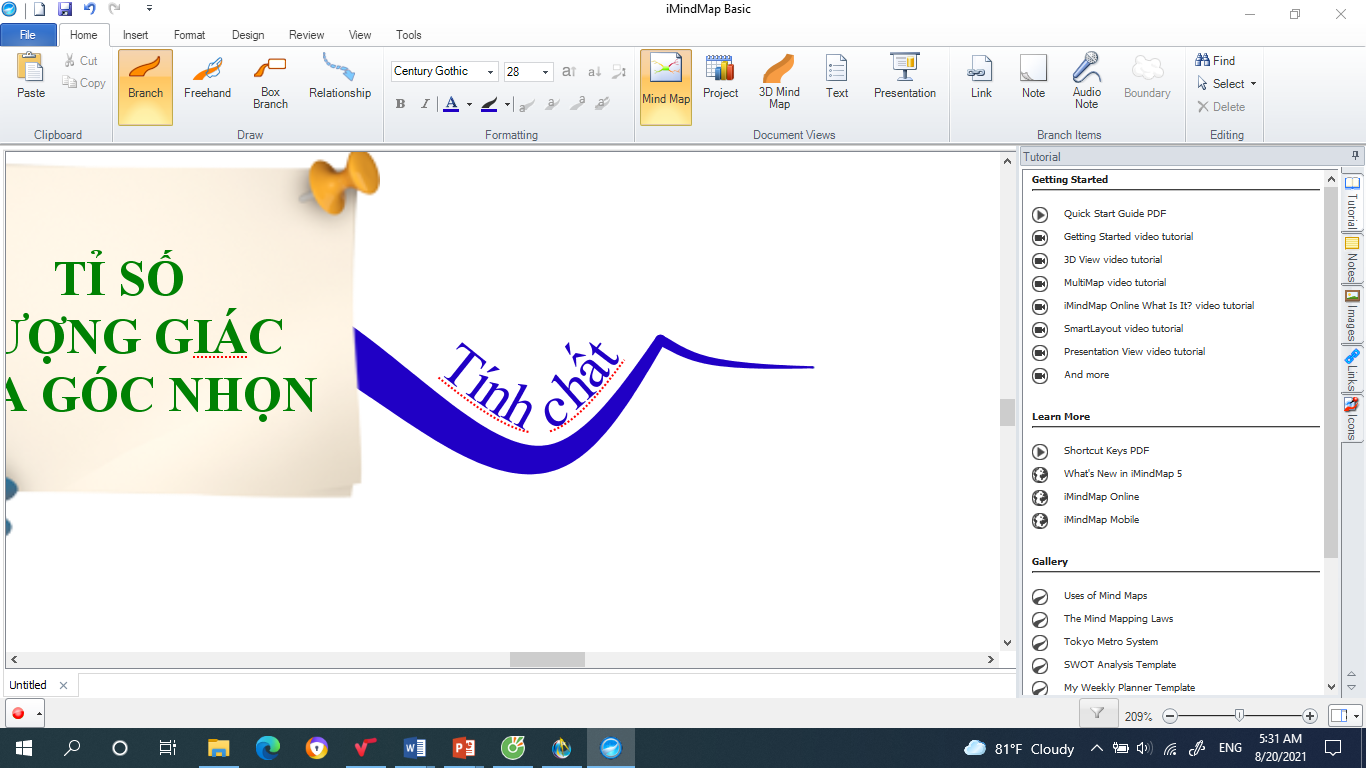 iMindMap Basic
File Home Insert Format Design Review View Tools
Paste Cut Copy Branch Freehand Box Branch Relationship Century Gothic 28 B I A Mind Map Project 3D Mind Map Text Presentation Link Note Audio Note Boundary Find Select Delete
Clipboard Draw Formatting Document Views Branch Items Editing
TỈ SỐ
ƯỢNG GIÁC
A GÓC NHỌN
Tính chất
Tutorial
Getting Started
Quick Start Guide PDF
Getting Started video tutorial
3D View video tutorial
MultiMap video tutorial
iMindMap Online What Is It? video tutorial
SmartLayout video tutorial
Presentation View video tutorial
And more
Learn More
Shortcut Keys PDF
What's New in iMindMap 5
iMindMap Online
iMindMap Mobile
Gallery
Uses of Mind Maps
The Mind Mapping Laws
Tokyo Metro System
SWOT Analysis Template
My Weekly Planner Template
Tutorial
Notes
Images
Links
Icons
Untitled
209%
81°F Cloudy ENG 5:31 AM
8/20/2021